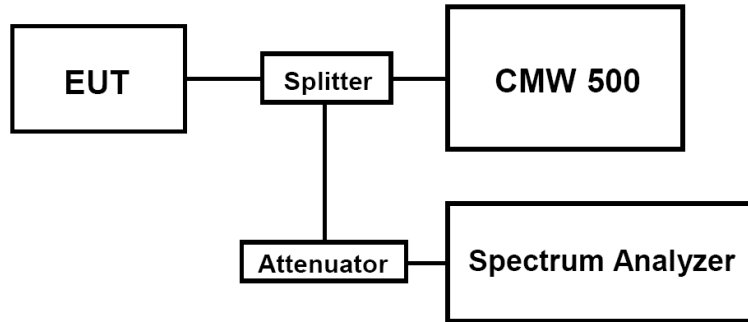 EUT
Splitter
CMW 500
Attenuator
Spectrum Analyzer